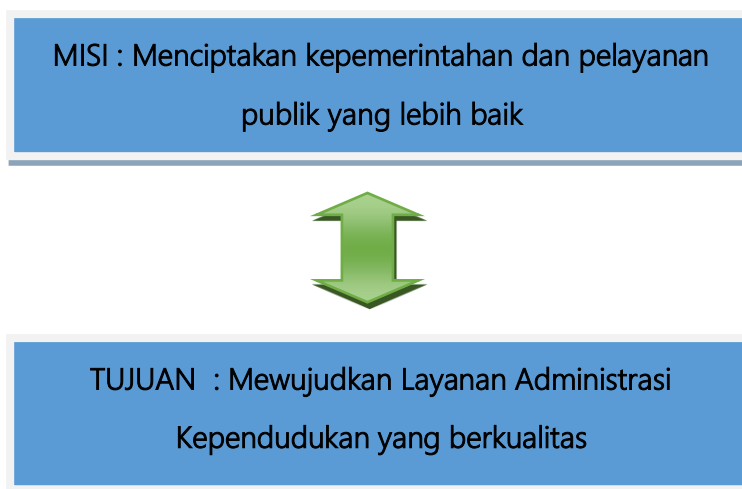 MISI : Menciptakan kepemerintahan dan pelayanan
publik yang lebih baik
TUJUAN  : Mewujudkan Layanan Administrasi
Kependudukan yang berkualitas